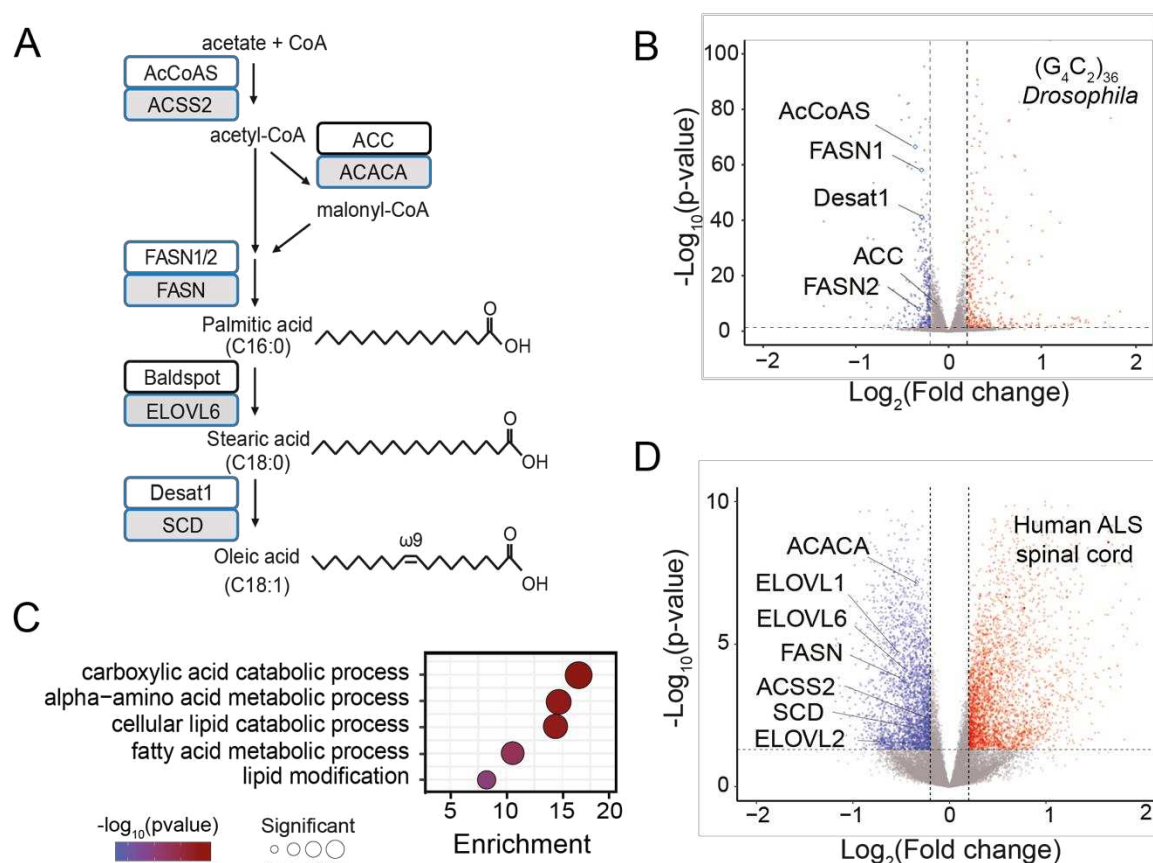 A
acetate + CoA
AcCoAS
ACSS2
acetyl-CoA
ACC
ACACA
malonyl-CoA
FASN1/2
FASN
Palmitic acid
(C16:0)
O
OH
Baldspot
ELOVL6
Stearic acid
(C18:0)
O
OH
Desat1
SCD
Oleic acid
(C18:1)
ω9
O
OH
B
100
80
60
40
20
0
-Log10(p-value)
(G4C2)36
Drosophila
AcCoAS
FASN1
Desat1
ACC
FASN2
−2
−1
0
1
2
Log2(Fold change)
C
carboxylic acid catabolic process
alpha−amino acid metabolic process
cellular lipid catabolic process
fatty acid metabolic process
lipid modification
5
10
15
20
Enrichment
-log10(pvalue)
Significant
D
10
5
0
-Log10(p-value)
Human ALS
spinal cord
ACACA
ELOVL1
ELOVL6
FASN
ACSS2
SCD
ELOVL2
−2
−1
0
1
2
Log2(Fold change)